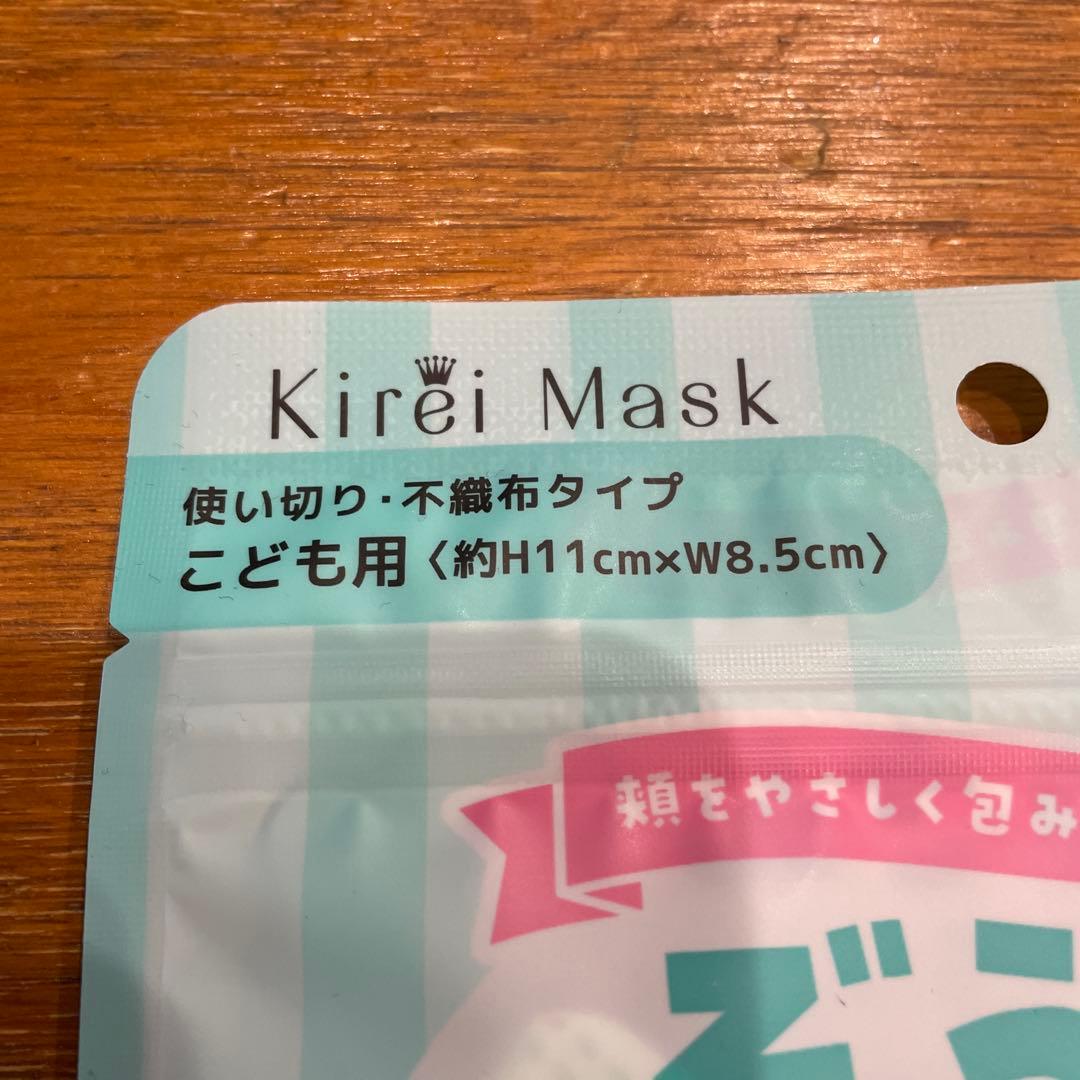 Kirei Mask
使い切り・不織布タイプ
こども用〈約H11cm×W8.5cm〉
頬をやさしく包み